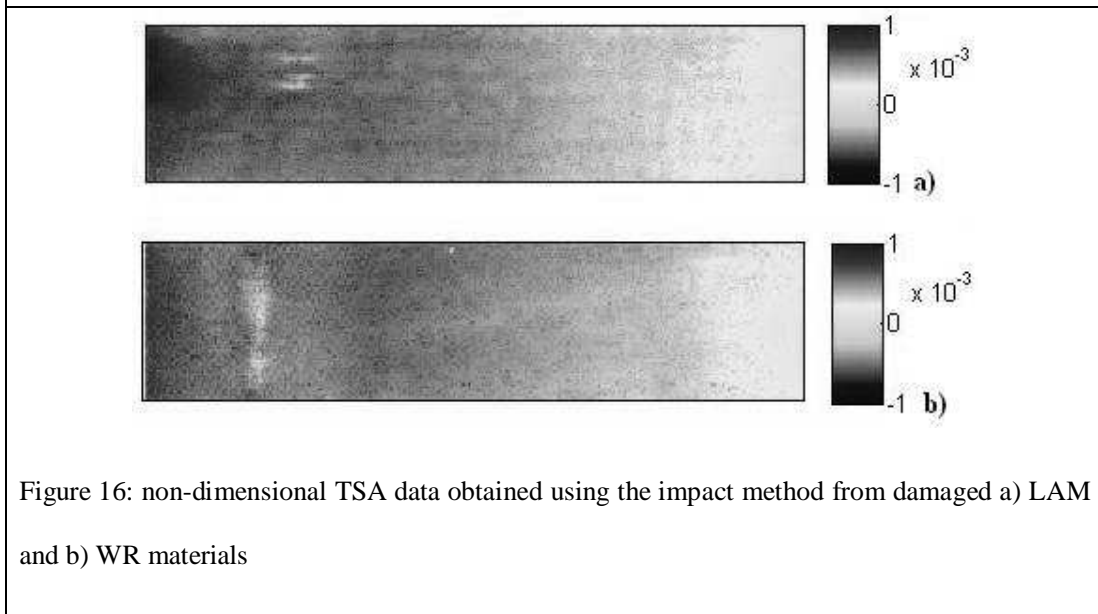 1
x 10-3
0
-1 a)
1
x 10-3
0
-1 b)
Figure 16: non-dimensional TSA data obtained using the impact method from damaged a) LAM
and b) WR materials